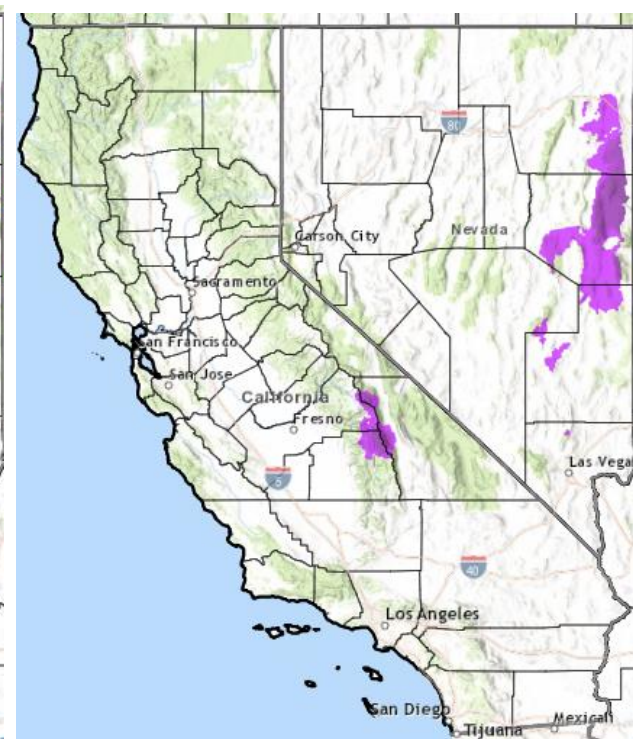 80
Nevada
Carson City
Sacramento
San Francisco
San Jose
California
Fresno
5
Las Vega
40
Los Angeles
San Diego
Tijuana
Mexicali